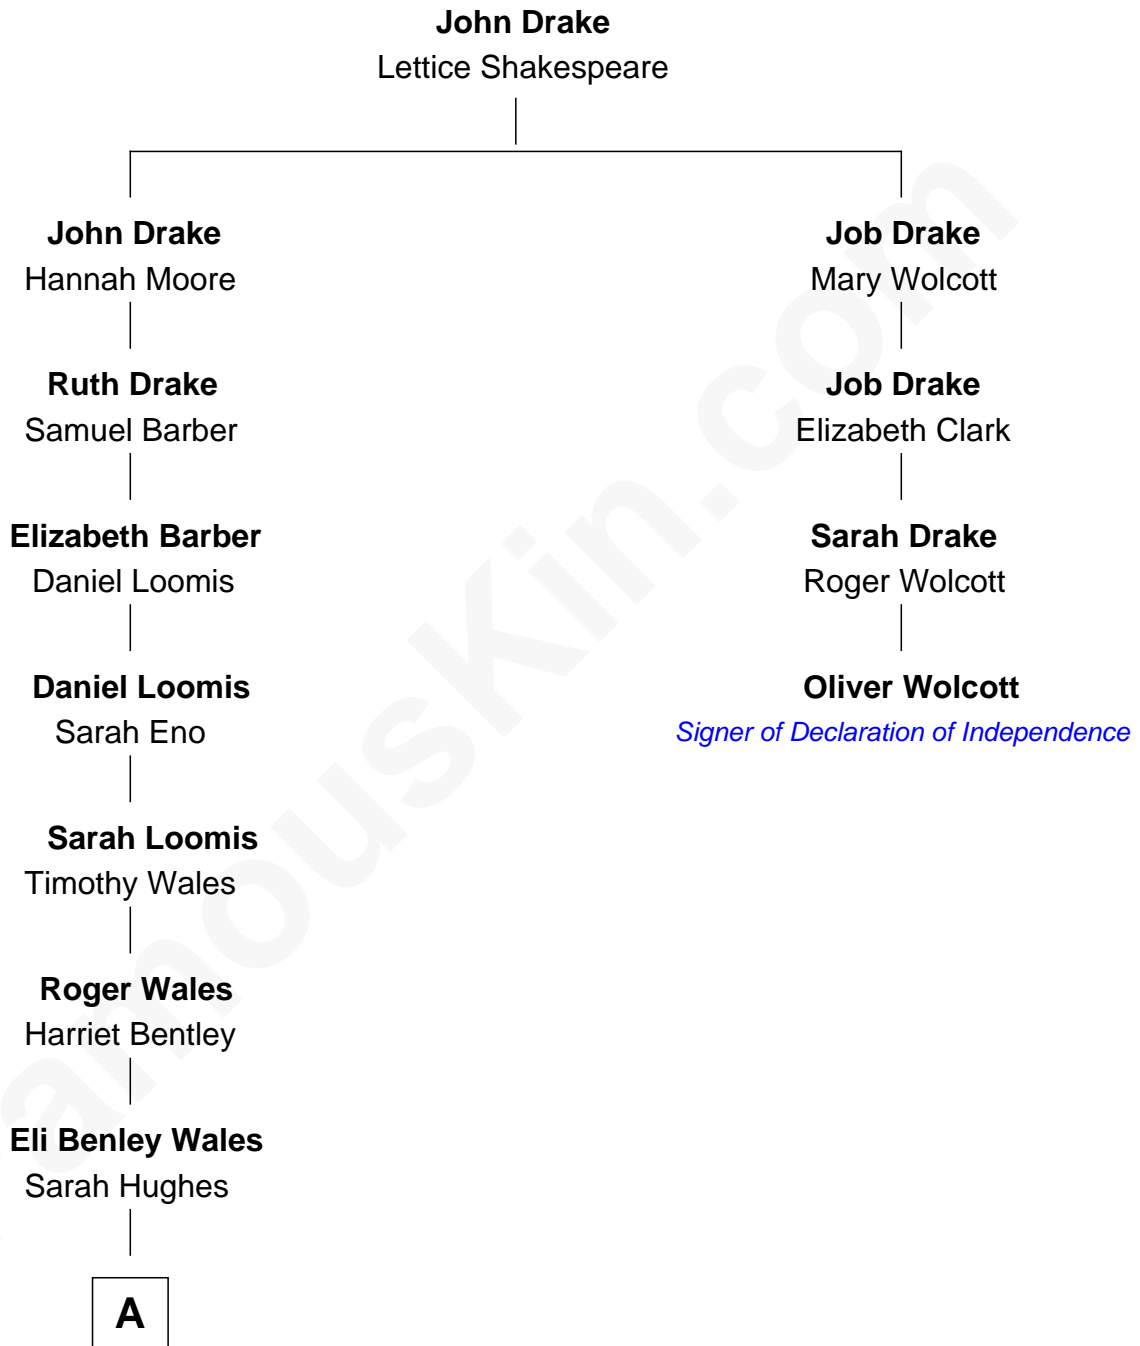 John Drake
Lettice Shakespeare
John Drake
Hannah Moore
Ruth Drake
Samuel Barber
Elizabeth Barber
Daniel Loomis
Daniel Loomis
Sarah Eno
Sarah Loomis
Timothy Wales
Roger Wales
Harriet Bentley
Eli Benley Wales
Sarah Hughes
A
Job Drake
Mary Wolcott
Job Drake
Elizabeth Clark
Sarah Drake
Roger Wolcott
Oliver Wolcott
Signer of Declaration of Independence
amousKin.com